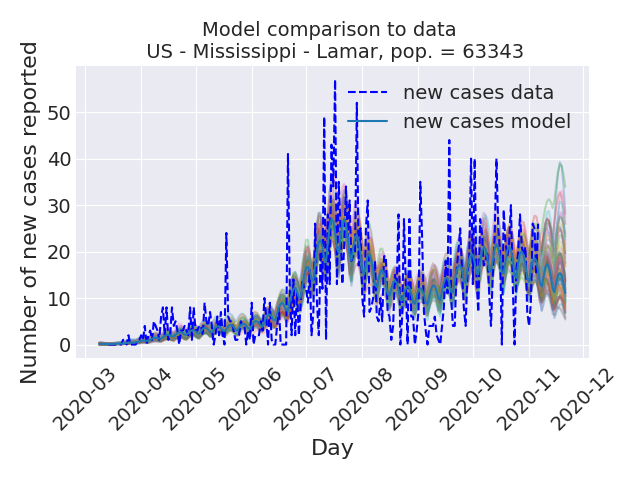 Model comparison to data
US - Mississippi - Lamar, pop. = 63343
Number of new cases reported
50
40
30
20
10
0
new cases data
new cases model
2020-03
2020-04
2020-05
2020-06
2020-07
2020-08
2020-09
2020-10
2020-11
2020-12
Day